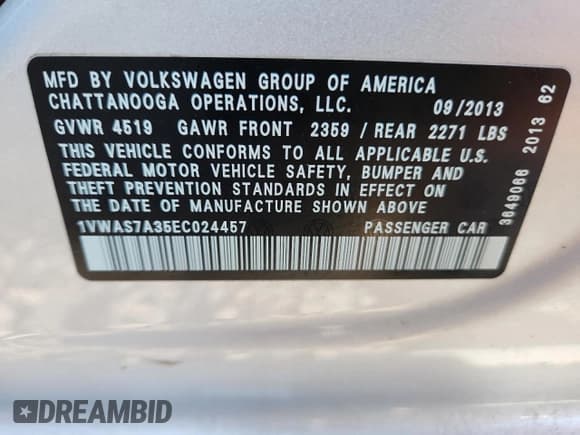 MFD BY VOLKSWAGEN GROUP OF AMERICA
CHATTANOOGA OPERATIONS, LLC. 09/2013
GVWR 4519 GAWR FRONT 2359 / REAR 2271 LBS
THIS VEHICLE CONFORMS TO ALL APPLICABLE U.S.
FEDERAL MOTOR VEHICLE SAFETY, BUMPER AND
THEFT PREVENTION STANDARDS IN EFFECT ON
THE DATE OF MANUFACTURE SHOWN ABOVE
1VWAS7A35EC024457 PASSENGER CAR
3649066 2013 62
DREAMBID